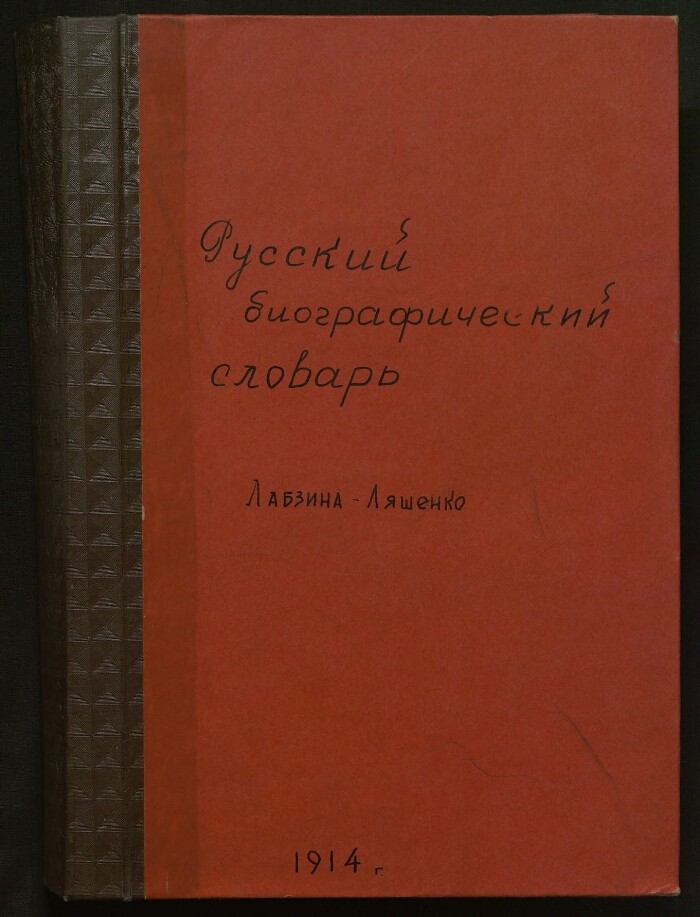 Русский
биографический
словарь
Лабзина - Ляшенко
1914 г.